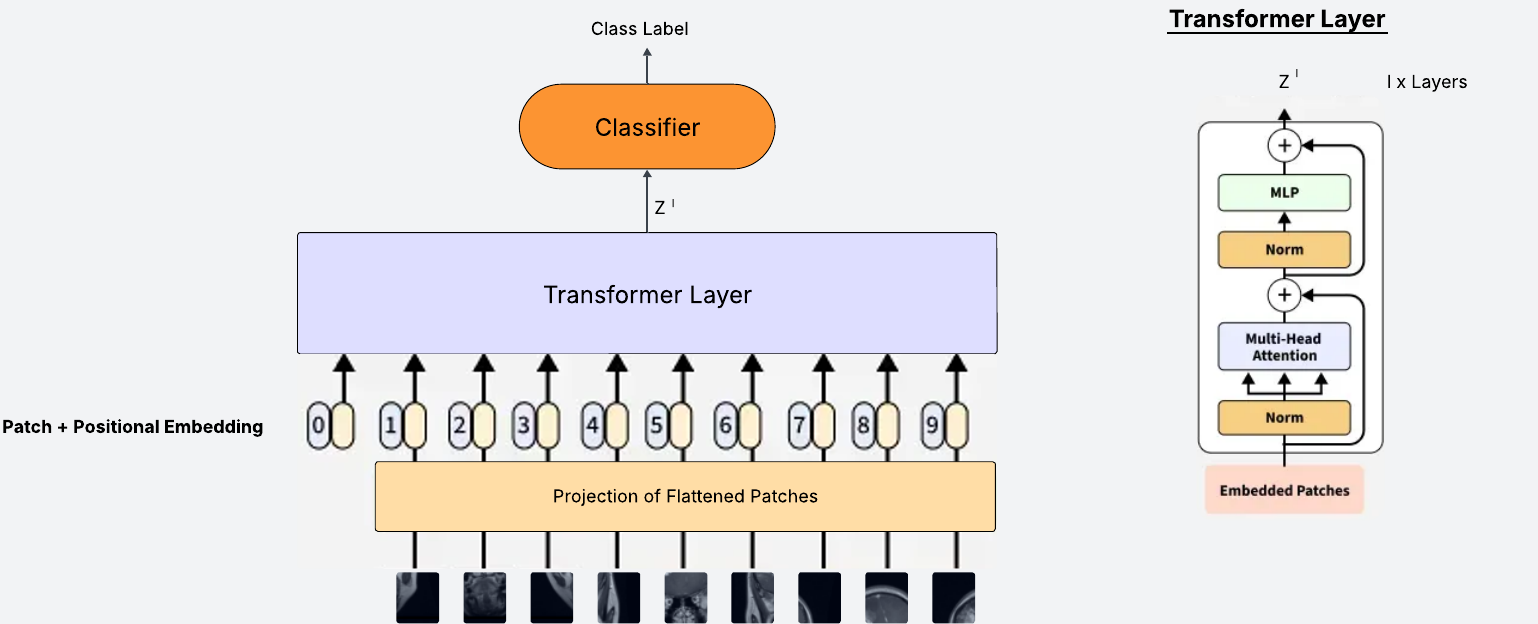 Class Label
Classifier
Z l
Transformer Layer
Patch + Positional Embedding
0 1 2 3 4 5 6 7 8 9
Projection of Flattened Patches
Transformer Layer
Z l
l x Layers
+
MLP
Norm
+
Multi-Head
Attention
Norm
Embedded Patches